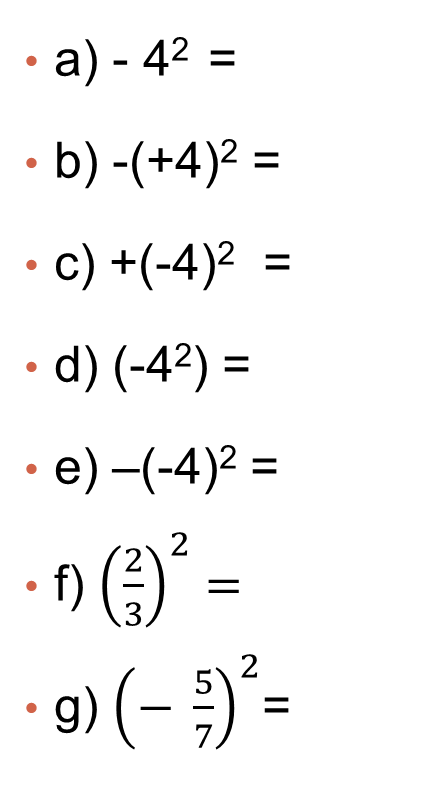 • a) - 4² =
• b) -(+4)² =
• c) +(-4)² =
• d) (-4²) =
• e) –(-4)² =
• f) (2/3)² =
• g) (− 5/7)² =